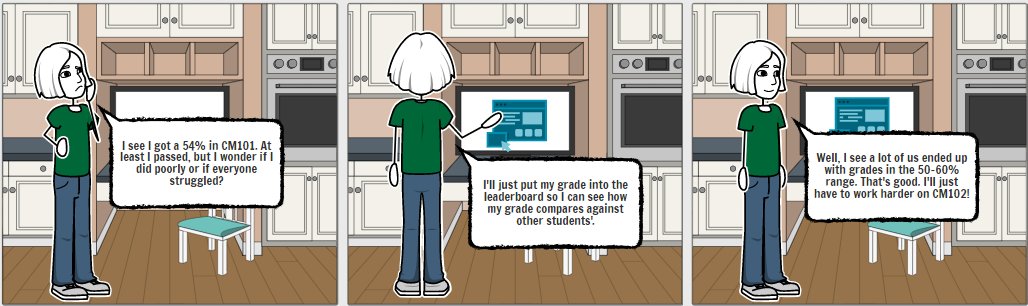 I see I got a 54% in CM101. At
least I passed, but I wonder if I
did poorly or if everyone
struggled?
I'll just put my grade into the
leaderboard so I can see how
my grade compares against
other students'.
Well, I see a lot of us ended up
with grades in the 50-60%
range. That's good. I'll just
have to work harder on CM102!